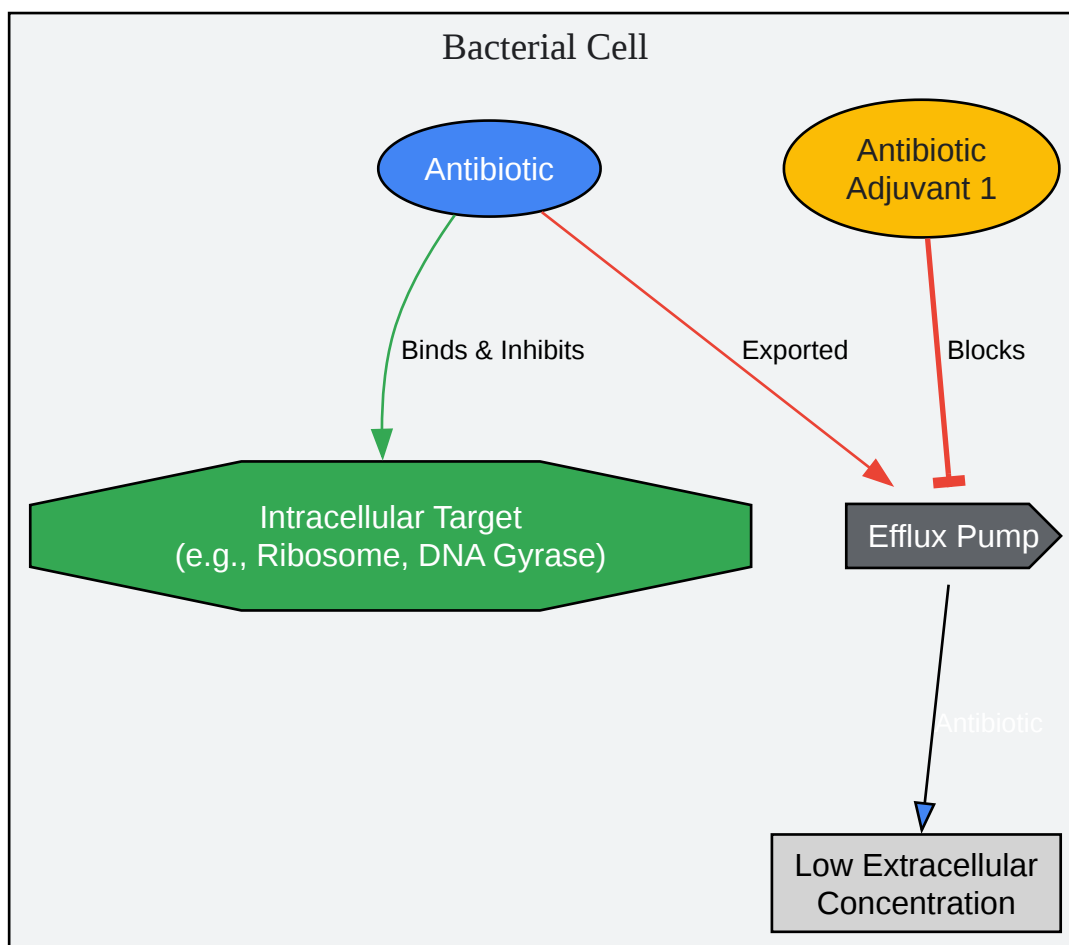 Bacterial Cell
Antibiotic
Antibiotic
Adjuvant 1
Binds & Inhibits
Exported
Blocks
Intracellular Target
(e.g., Ribosome, DNA Gyrase)
Efflux Pump
Antibiotic
Low Extracellular
Concentration